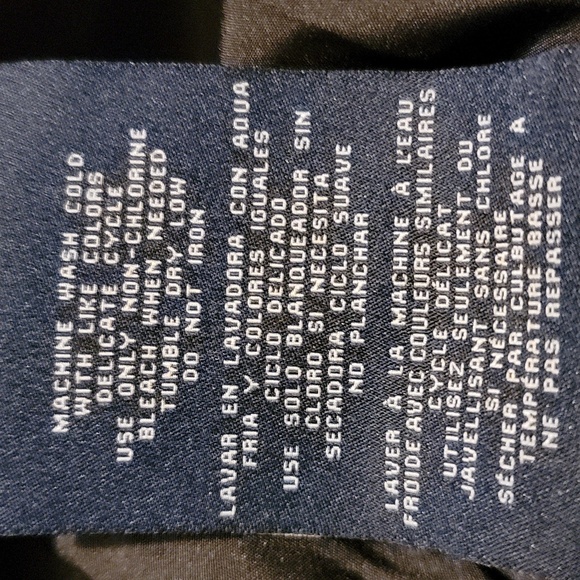 MACHINE WASH COLD
WITH LIKE COLORS
DELICATE CYCLE
USE ONLY NON-CHLORINE
BLEACH WHEN NEEDED
TUMBLE DRY LOW
DO NOT IRON
LAVAR EN LAVADORA CON AQUA
FRIA Y COLORES IGUALES
CICLO DELICADO
USE SOLO BLANQUEADOR SIN
CLORO SI NECESITA
SECADORA CICLO SUAVE
NO PLANCHAR
LAVER À LA MACHINE À L'EAU
FROIDE AVEC COULEURS SIMILAIRES
CYCLE DÉLICAT
UTILISEZ SEULEMENT DU
JAVELLISANT SANS CHLORE
SI NÉCESSAIRE
SÉCHER PAR CULBUTAGE À
TEMPÉRATURE BASSE
NE PAS REPASSER